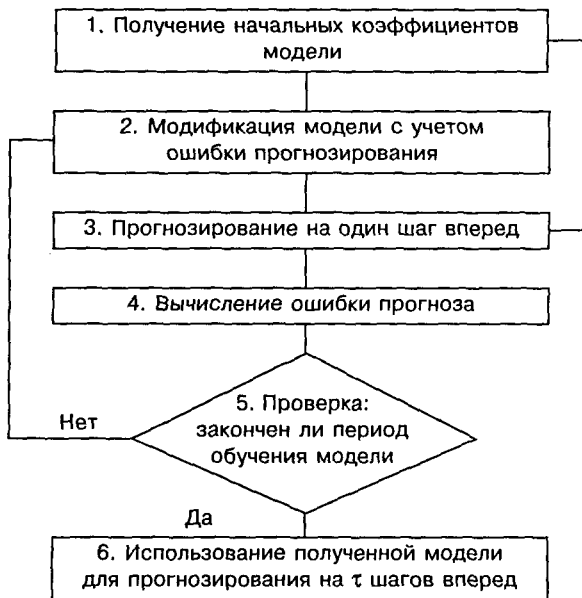 1. Получение начальных коэффициентов
модели
2. Модификация модели с учетом
ошибки прогнозирования
3. Прогнозирование на один шаг вперед
4. Вычисление ошибки прогноза
5. Проверка:
закончен ли период
обучения модели
Нет
Да
6. Использование полученной модели
для прогнозирования на τ шагов вперед